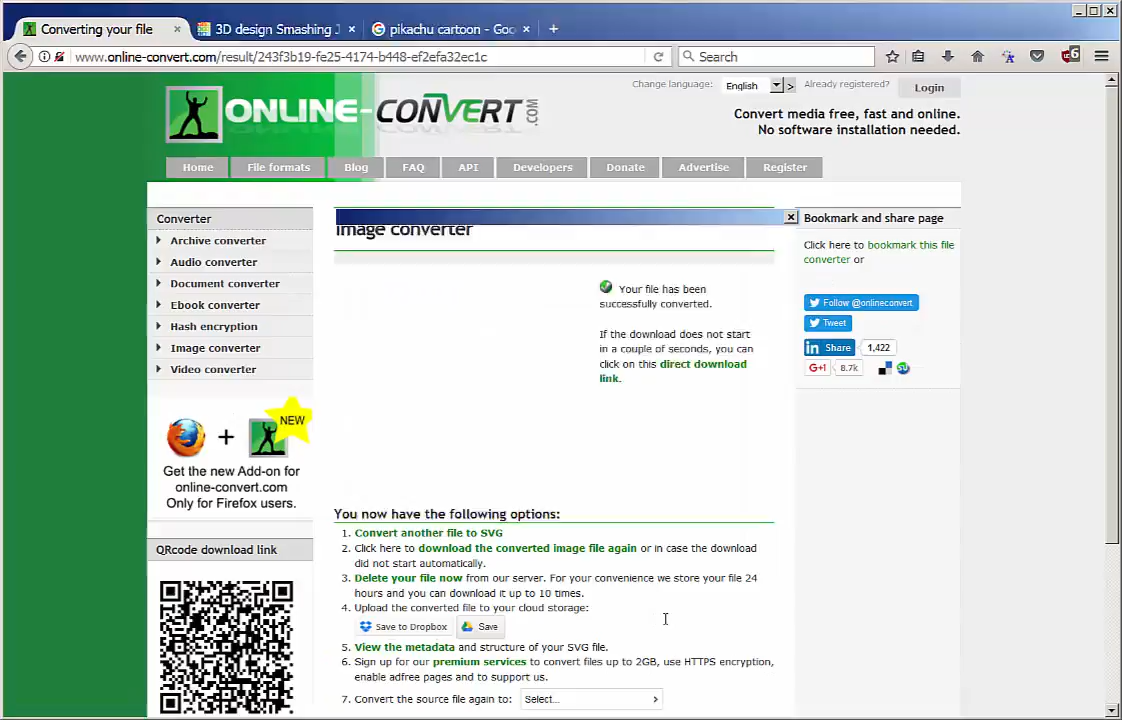 Converting your file
3D design Smashing J
pikachu cartoon - Goo
www.online-convert.com/result/243f3b19-fe25-4174-b448-ef2efa32ec1c
Search
6
ONLINE-CONVERT.COM
Change language:
English
>
Already registered?
Login
Convert media free, fast and online.
No software installation needed.
Home
File formats
Blog
FAQ
API
Developers
Donate
Advertise
Register
Converter
Archive converter
Audio converter
Document converter
Ebook converter
Hash encryption
Image converter
Video converter
NEW
+
Get the new Add-on for
online-convert.com
Only for Firefox users.
QRcode download link
Image converter
Your file has been
successfully converted.
If the download does not start
in a couple of seconds, you can
click on this direct download
link.
You now have the following options:
1. Convert another file to SVG
2. Click here to download the converted image file again or in case the download
did not start automatically.
3. Delete your file now from our server. For your convenience we store your file 24
hours and you can download it up to 10 times.
4. Upload the converted file to your cloud storage:
Save to Dropbox
Save
5. View the metadata and structure of your SVG file.
6. Sign up for our premium services to convert files up to 2GB, use HTTPS encryption,
enable adfree pages and to support us.
7. Convert the source file again to:
Select...
Bookmark and share page
Click here to bookmark this file
converter or
Follow @onlineconvert
Tweet
in Share
1,422
G+1
8.7k